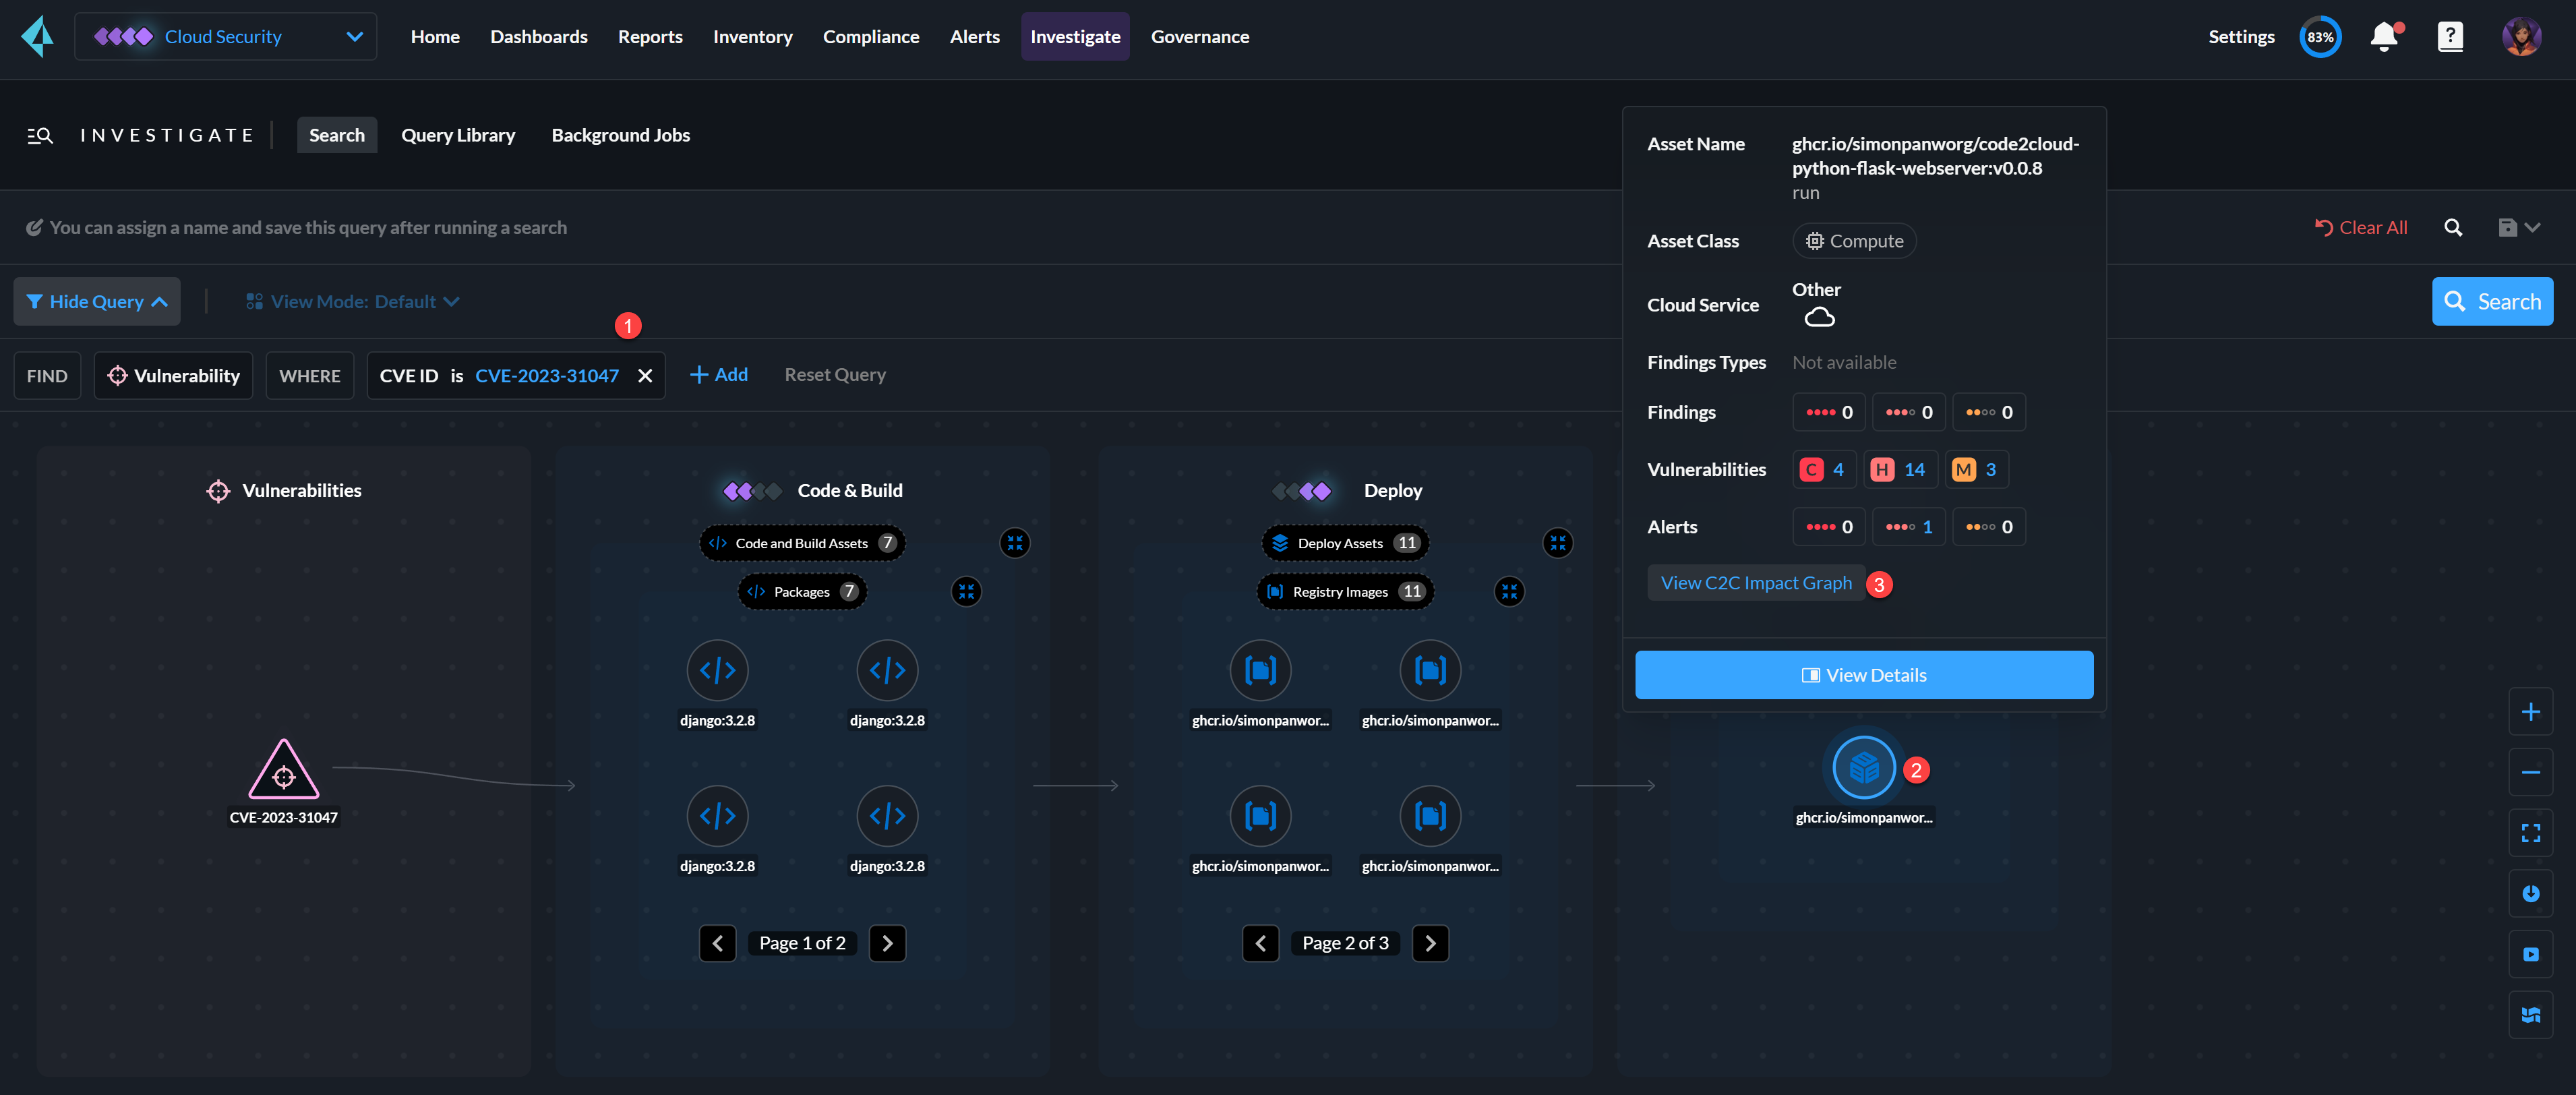 Cloud Security
Home
Dashboards
Reports
Inventory
Compliance
Alerts
Investigate
Governance
Settings
83%
?
INVESTIGATE
Search
Query Library
Background Jobs
You can assign a name and save this query after running a search
Clear All
Hide Query
View Mode: Default
Search
1
FIND
Vulnerability
WHERE
CVE ID is CVE-2023-31047
Add
Reset Query
Asset Name
ghcr.io/simonpanworg/code2cloud-
python-flask-webserver:v0.0.8
run
Asset Class
Compute
Cloud Service
Other
Findings Types
Not available
Findings
0
0
0
Vulnerabilities
C 4
H 14
M 3
Alerts
0
1
0
View C2C Impact Graph
3
View Details
Vulnerabilities
CVE-2023-31047
Code & Build
Code and Build Assets 7
Packages 7
django:3.2.8
django:3.2.8
django:3.2.8
django:3.2.8
Page 1 of 2
Deploy
Deploy Assets 11
Registry Images 11
ghcr.io/simonpanwor...
ghcr.io/simonpanwor...
ghcr.io/simonpanwor...
ghcr.io/simonpanwor...
Page 2 of 3
2
ghcr.io/simonpanwor...